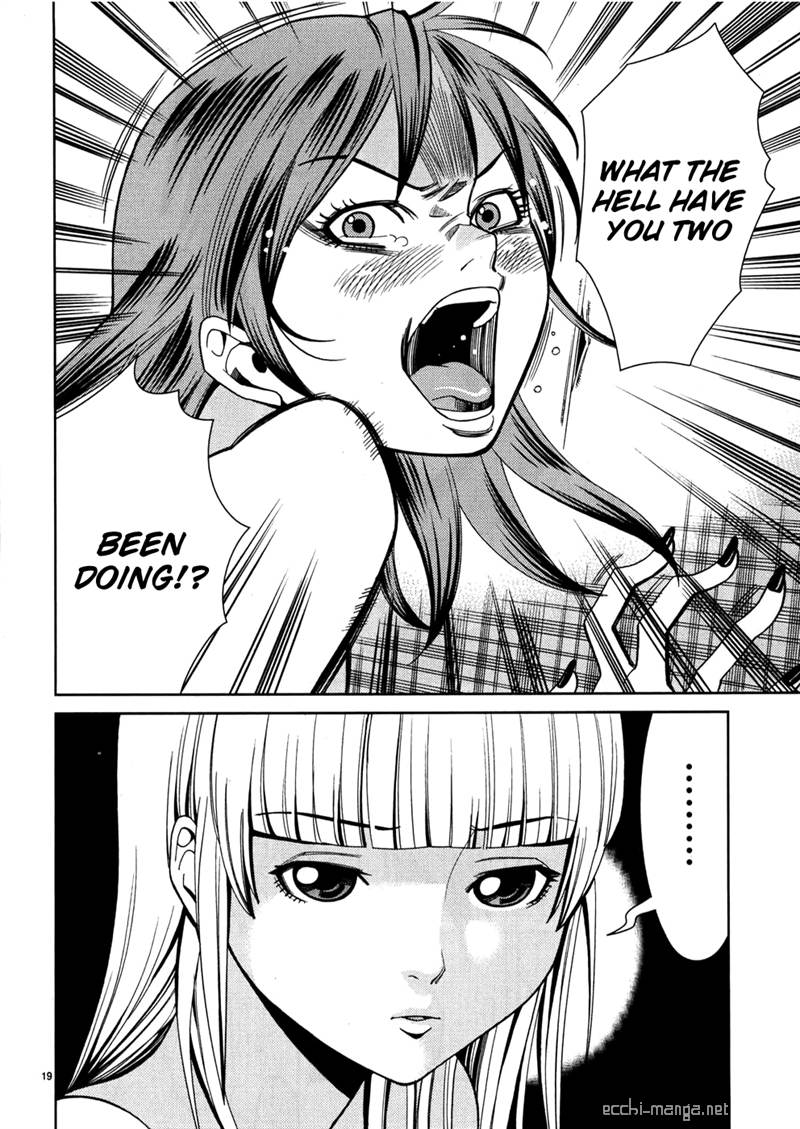 WHAT THE
HELL HAVE
YOU TWO
BEEN
DOING!?
.........
19
ecchi-manga.net